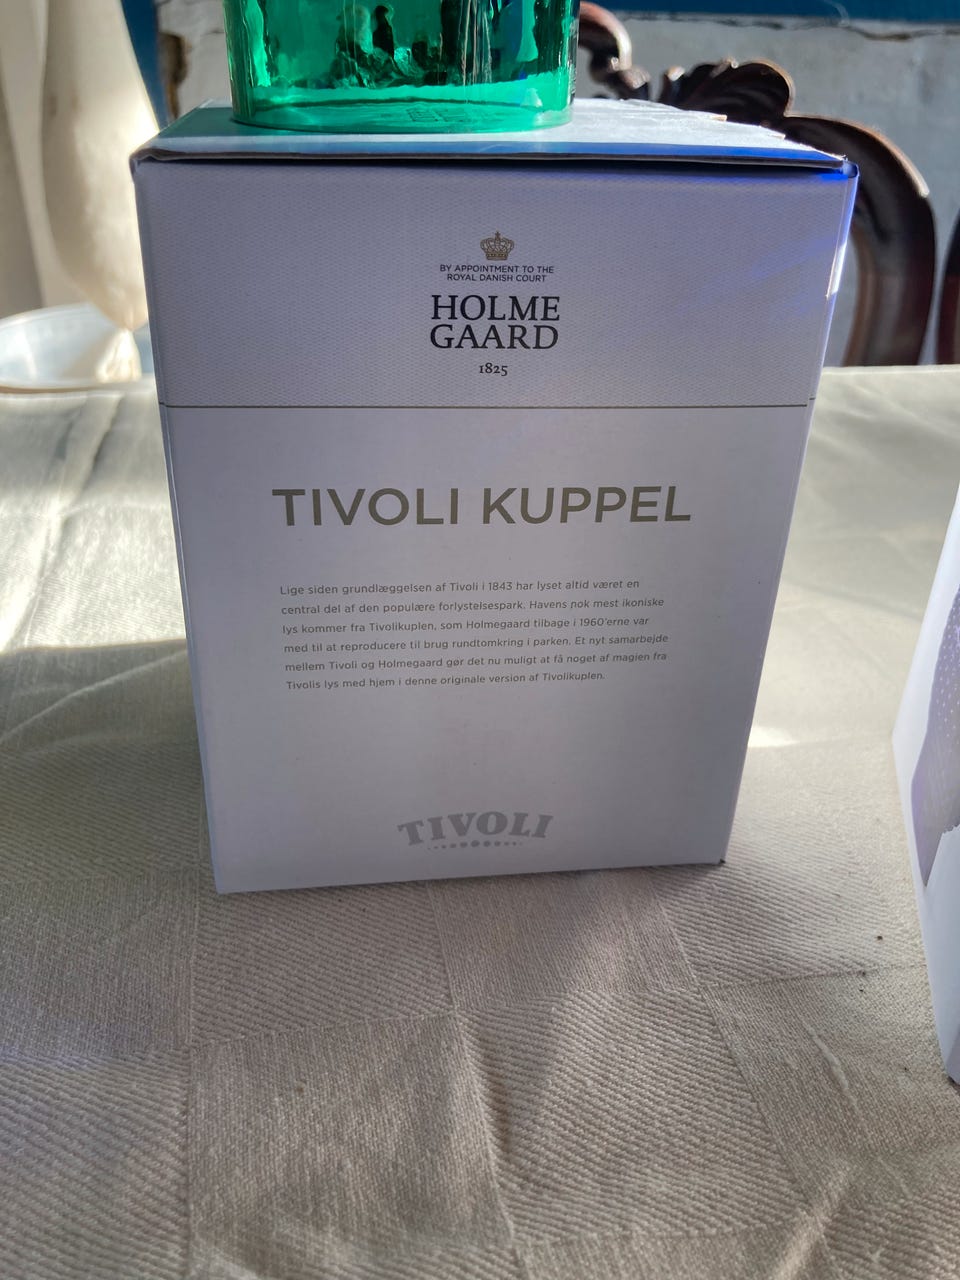 BY APPOINTMENT TO THE
ROYAL DANISH COURT
HOLME
GAARD
1825
TIVOLI KUPPEL
Lige siden grundlæggelsen af Tivoli i 1843 har lyset altid været en
central del af den populære forlystelsespark. Havens nok mest ikoniske
lys kommer fra Tivolikuplen, som Holmegaard tilbage i 1960'erne var
med til at reproducere til brug rundtomkring i parken. Et nyt samarbejde
mellem Tivoli og Holmegaard gør det nu muligt at få noget af magien fra
Tivolis lys med hjem i denne originale version af Tivolikuplen.
TIVOLI